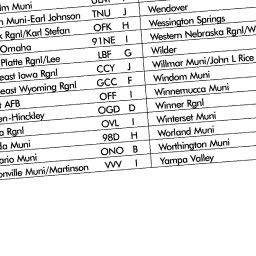 Muni
Muni-Earl Johnson TNU J Wendover
Rgnl/Karl Stefan OFK H Wessington Springs
Omaha 91NE I Western Nebraska Rgnl/W
Platte Rgnl/Lee LBF G Wilder
east Iowa Rgnl CCY J Willmar Muni/John L Rice
east Wyoming Rgnl GCC F Windom Muni
AFB OFF I Winnemucca Muni
en-Hinckley OGD D Winner Rgnl
Rgnl OVL I Winterset Muni
Muni 98D H Worland Muni
ario Muni ONO B Worthington Muni
onville Muni/Martinson VVV I Yampa Valley